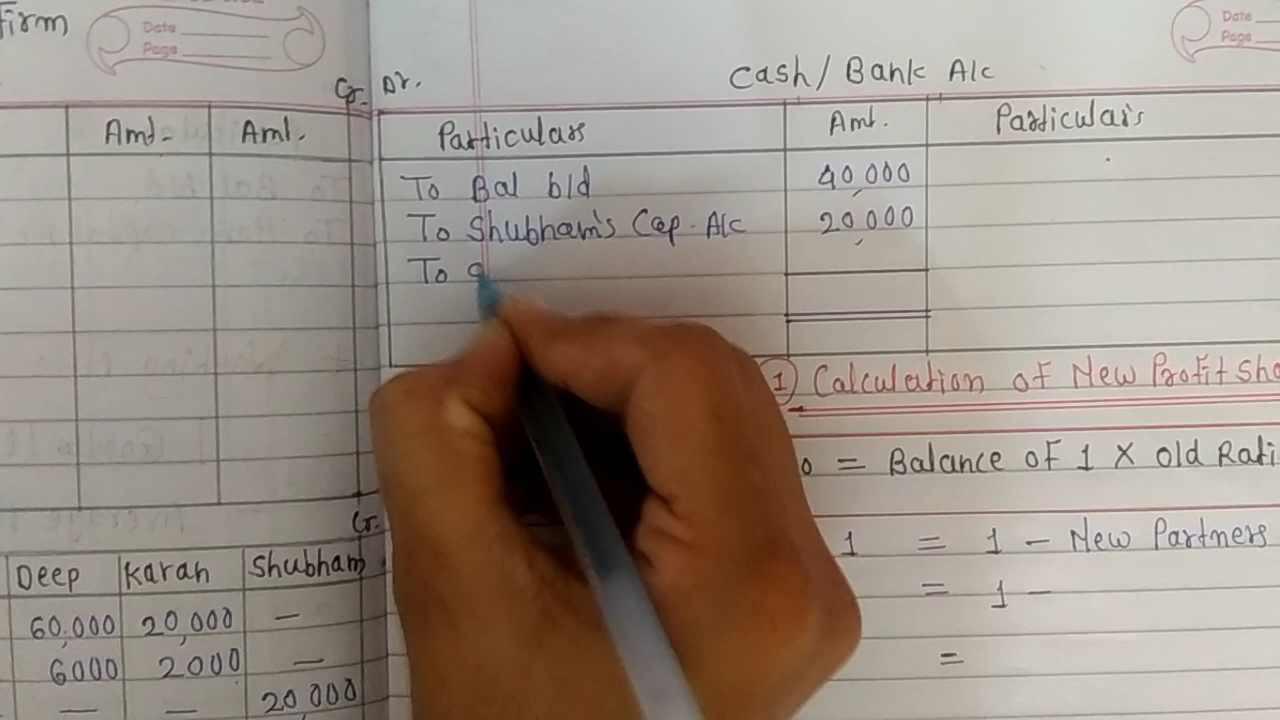 Firm
Date
Page
Cr.
Amt.
Amt.
Cr.
Deep Karan Shubham
60,000 20,000 —
6000 2000 —
— — 20 000
Date
Page
Dr. Cash / Bank A/c
Particulars Amt. Particulars
To Bal b/d 40,000
To Shubham's Cap. A/c 20,000
To
1 Calculation of New Profit Sha
= Balance of 1 X old Rati
1 = 1 - New Partners
= 1 -
=